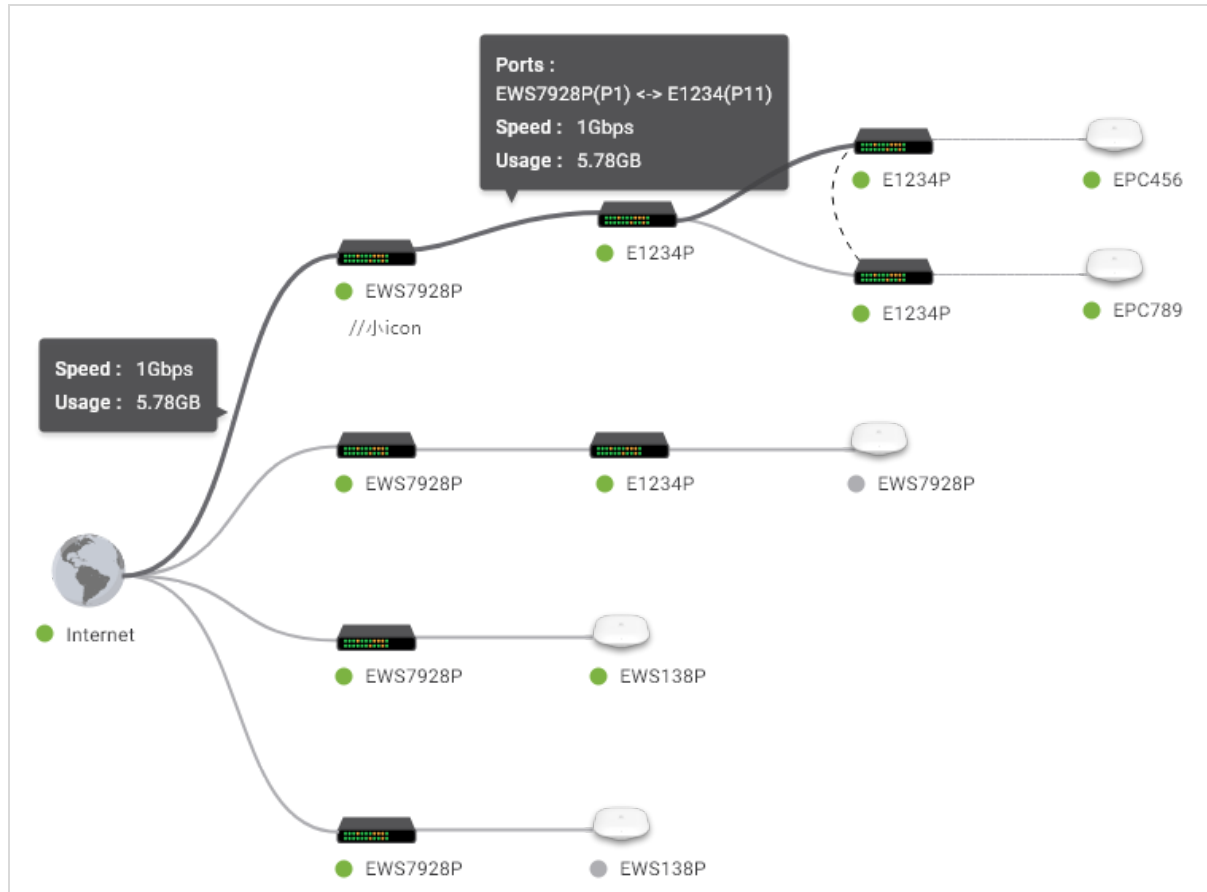 Ports :
EWS7928P(P1) <-> E1234(P11)
Speed : 1Gbps
Usage : 5.78GB
E1234P
EPC456
E1234P
EWS7928P
//小icon
E1234P
EPC789
Speed : 1Gbps
Usage : 5.78GB
EWS7928P
E1234P
EWS7928P
Internet
EWS7928P
EWS138P
EWS7928P
EWS138P